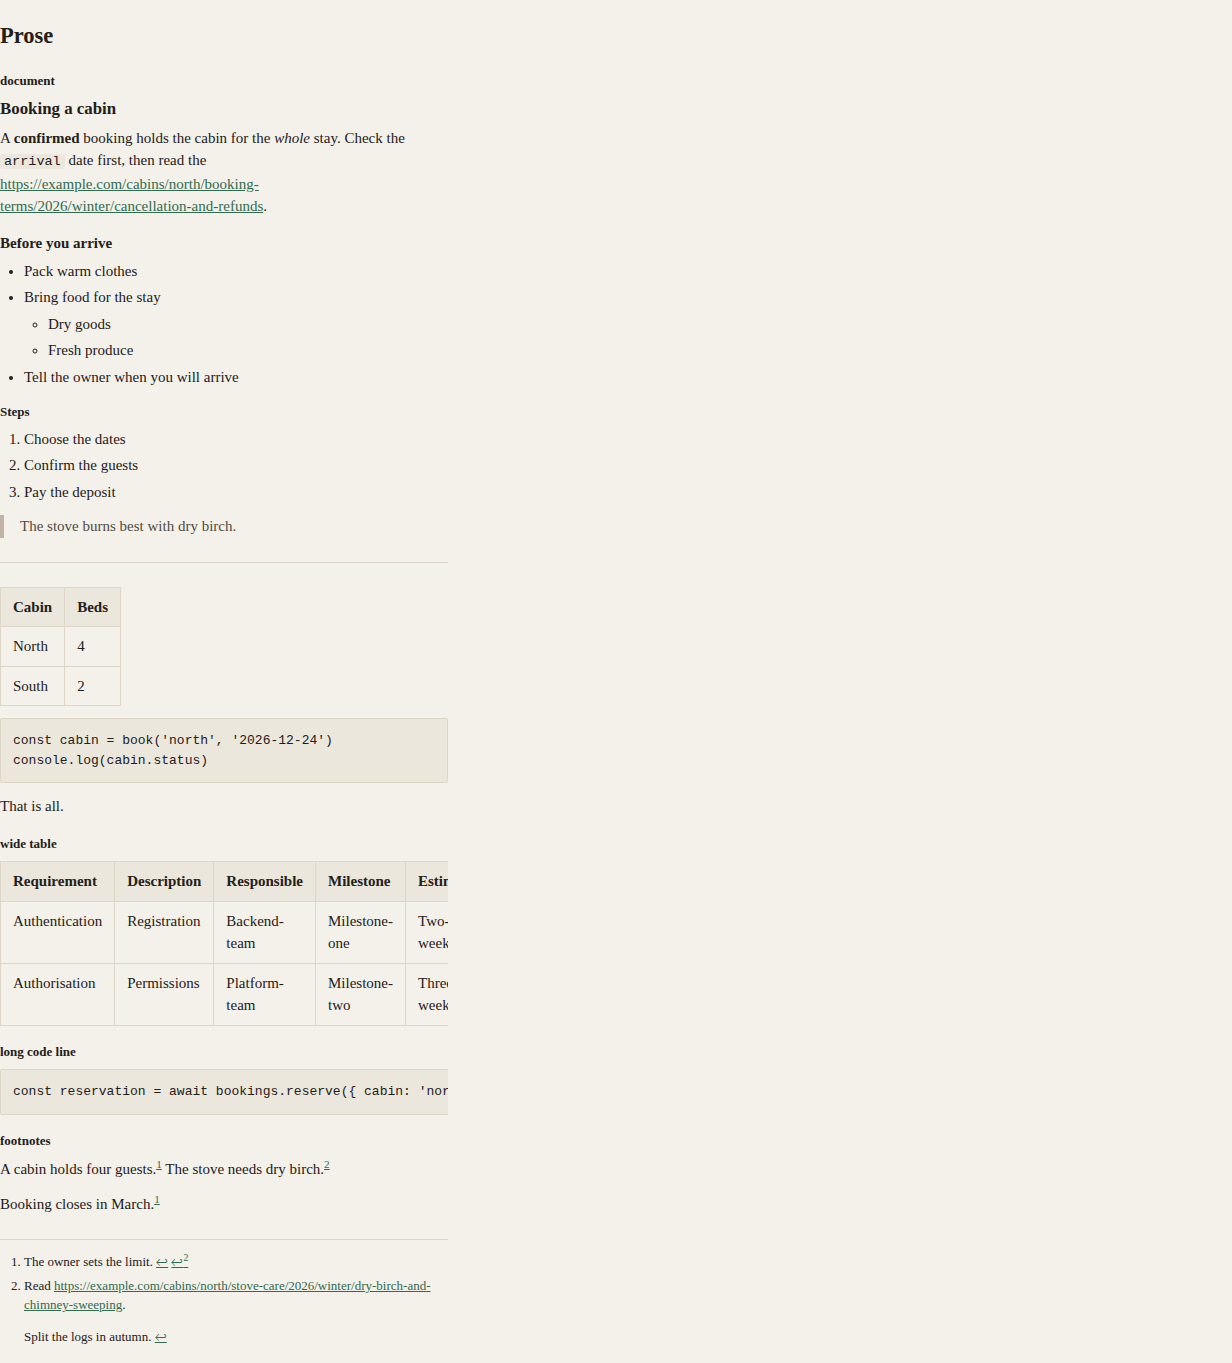 Prose
document
Booking a cabin
A confirmed booking holds the cabin for the whole stay. Check the
arrival date first, then read the
https://example.com/cabins/north/booking-
terms/2026/winter/cancellation-and-refunds.
Before you arrive
• Pack warm clothes
• Bring food for the stay
◦ Dry goods
◦ Fresh produce
• Tell the owner when you will arrive
Steps
1. Choose the dates
2. Confirm the guests
3. Pay the deposit
The stove burns best with dry birch.
Cabin Beds
North 4
South 2
const cabin = book('north', '2026-12-24')
console.log(cabin.status)
That is all.
wide table
Requirement Description Responsible Milestone
Authentication Registration Backend- Milestone- Two-
team one week
Authorisation Permissions Platform- Milestone-
team two week
long code line
const reservation = await bookings.reserve({ cabin: 'nor
footnotes
A cabin holds four guests.1 The stove needs dry birch.2
Booking closes in March.1
1. The owner sets the limit. ↩ ↩2
2. Read https://example.com/cabins/north/stove-care/2026/winter/dry-birch-and-
chimney-sweeping.
Split the logs in autumn. ↩